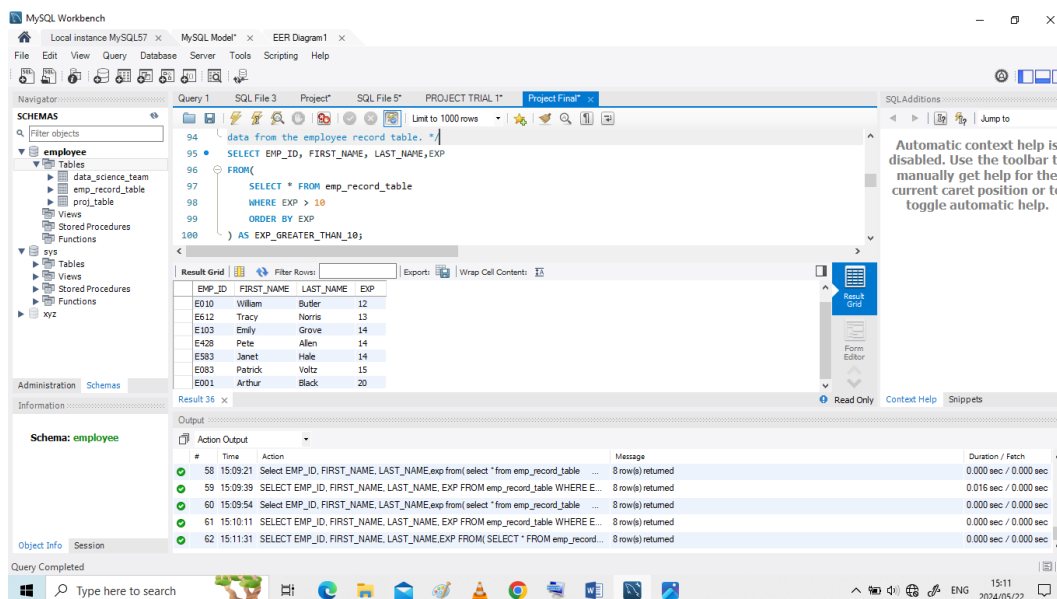 MySQL Workbench
Local instance MySQL57 × MySQL Model* × EER Diagram1 ×
File Edit View Query Database Server Tools Scripting Help
Navigator
SCHEMAS
Filter objects
employee
Tables
data_science_team
emp_record_table
proj_table
Views
Stored Procedures
Functions
sys
Tables
Views
Stored Procedures
Functions
xyz
Administration Schemas
Information
Schema: employee
Object Info Session
Query 1 SQL File 3 Project* SQL File 5* PROJECT TRIAL 1* Project Final* ×
Limit to 1000 rows
94 data from the employee record table. */
95 SELECT EMP_ID, FIRST_NAME, LAST_NAME,EXP
96 FROM(
97 SELECT * FROM emp_record_table
98 WHERE EXP > 10
99 ORDER BY EXP
100 ) AS EXP_GREATER_THAN_10;
Result Grid Filter Rows: Export: Wrap Cell Content:
EMP_ID FIRST_NAME LAST_NAME EXP
E010 William Butler 12
E612 Tracy Norris 13
E103 Emily Grove 14
E428 Pete Allen 14
E583 Janet Hale 14
E083 Patrick Voltz 15
E001 Arthur Black 20
Result Grid
Form Editor
Result 36 ×
Read Only
SQLAdditions
Jump to
Automatic context help is
disabled. Use the toolbar t
manually get help for the
current caret position or to
toggle automatic help.
Context Help Snippets
Output
Action Output
# Time Action Message Duration / Fetch
58 15:09:21 Select EMP_ID, FIRST_NAME, LAST_NAME,exp from( select * from emp_record_table ... 8 row(s) returned 0.000 sec / 0.000 sec
59 15:09:39 SELECT EMP_ID, FIRST_NAME, LAST_NAME, EXP FROM emp_record_table WHERE E... 8 row(s) returned 0.016 sec / 0.000 sec
60 15:09:54 Select EMP_ID, FIRST_NAME, LAST_NAME,exp from( select * from emp_record_table ... 8 row(s) returned 0.000 sec / 0.000 sec
61 15:10:11 SELECT EMP_ID, FIRST_NAME, LAST_NAME, EXP FROM emp_record_table WHERE E... 8 row(s) returned 0.000 sec / 0.000 sec
62 15:11:31 SELECT EMP_ID, FIRST_NAME, LAST_NAME,EXP FROM( SELECT * FROM emp_record... 8 row(s) returned 0.000 sec / 0.000 sec
Query Completed
Type here to search
ENG
15:11
2024/05/22